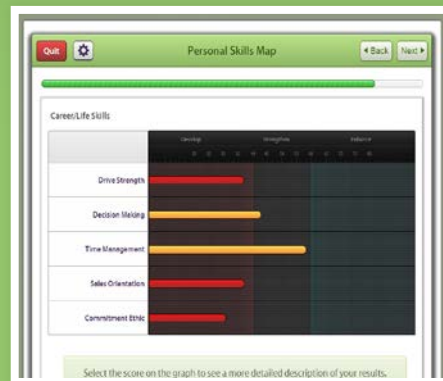 Quit
Personal Skills Map
Back
Next
Career/Life Skills
Develop
Strengthen
Enhance
Drive Strength
Decision Making
Time Management
Sales Orientation
Commitment Ethic
Select the score on the graph to see a more detailed description of your results.